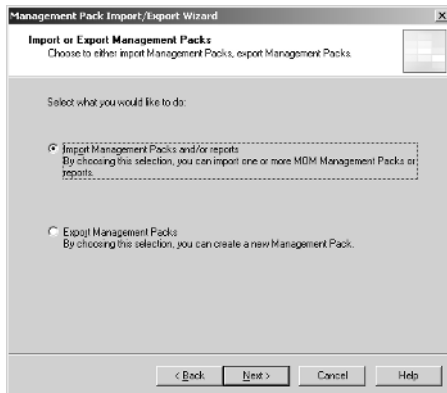 Management Pack Import/Export Wizard
Import or Export Management Packs
Choose to either import Management Packs, export Management Packs.
Select what you would like to do:
Import Management Packs and/or reports
By choosing this selection, you can import one or more MOM Management Packs or
reports.
Export Management Packs
By choosing this selection, you can create a new Management Pack.
< Back
Next >
Cancel
Help